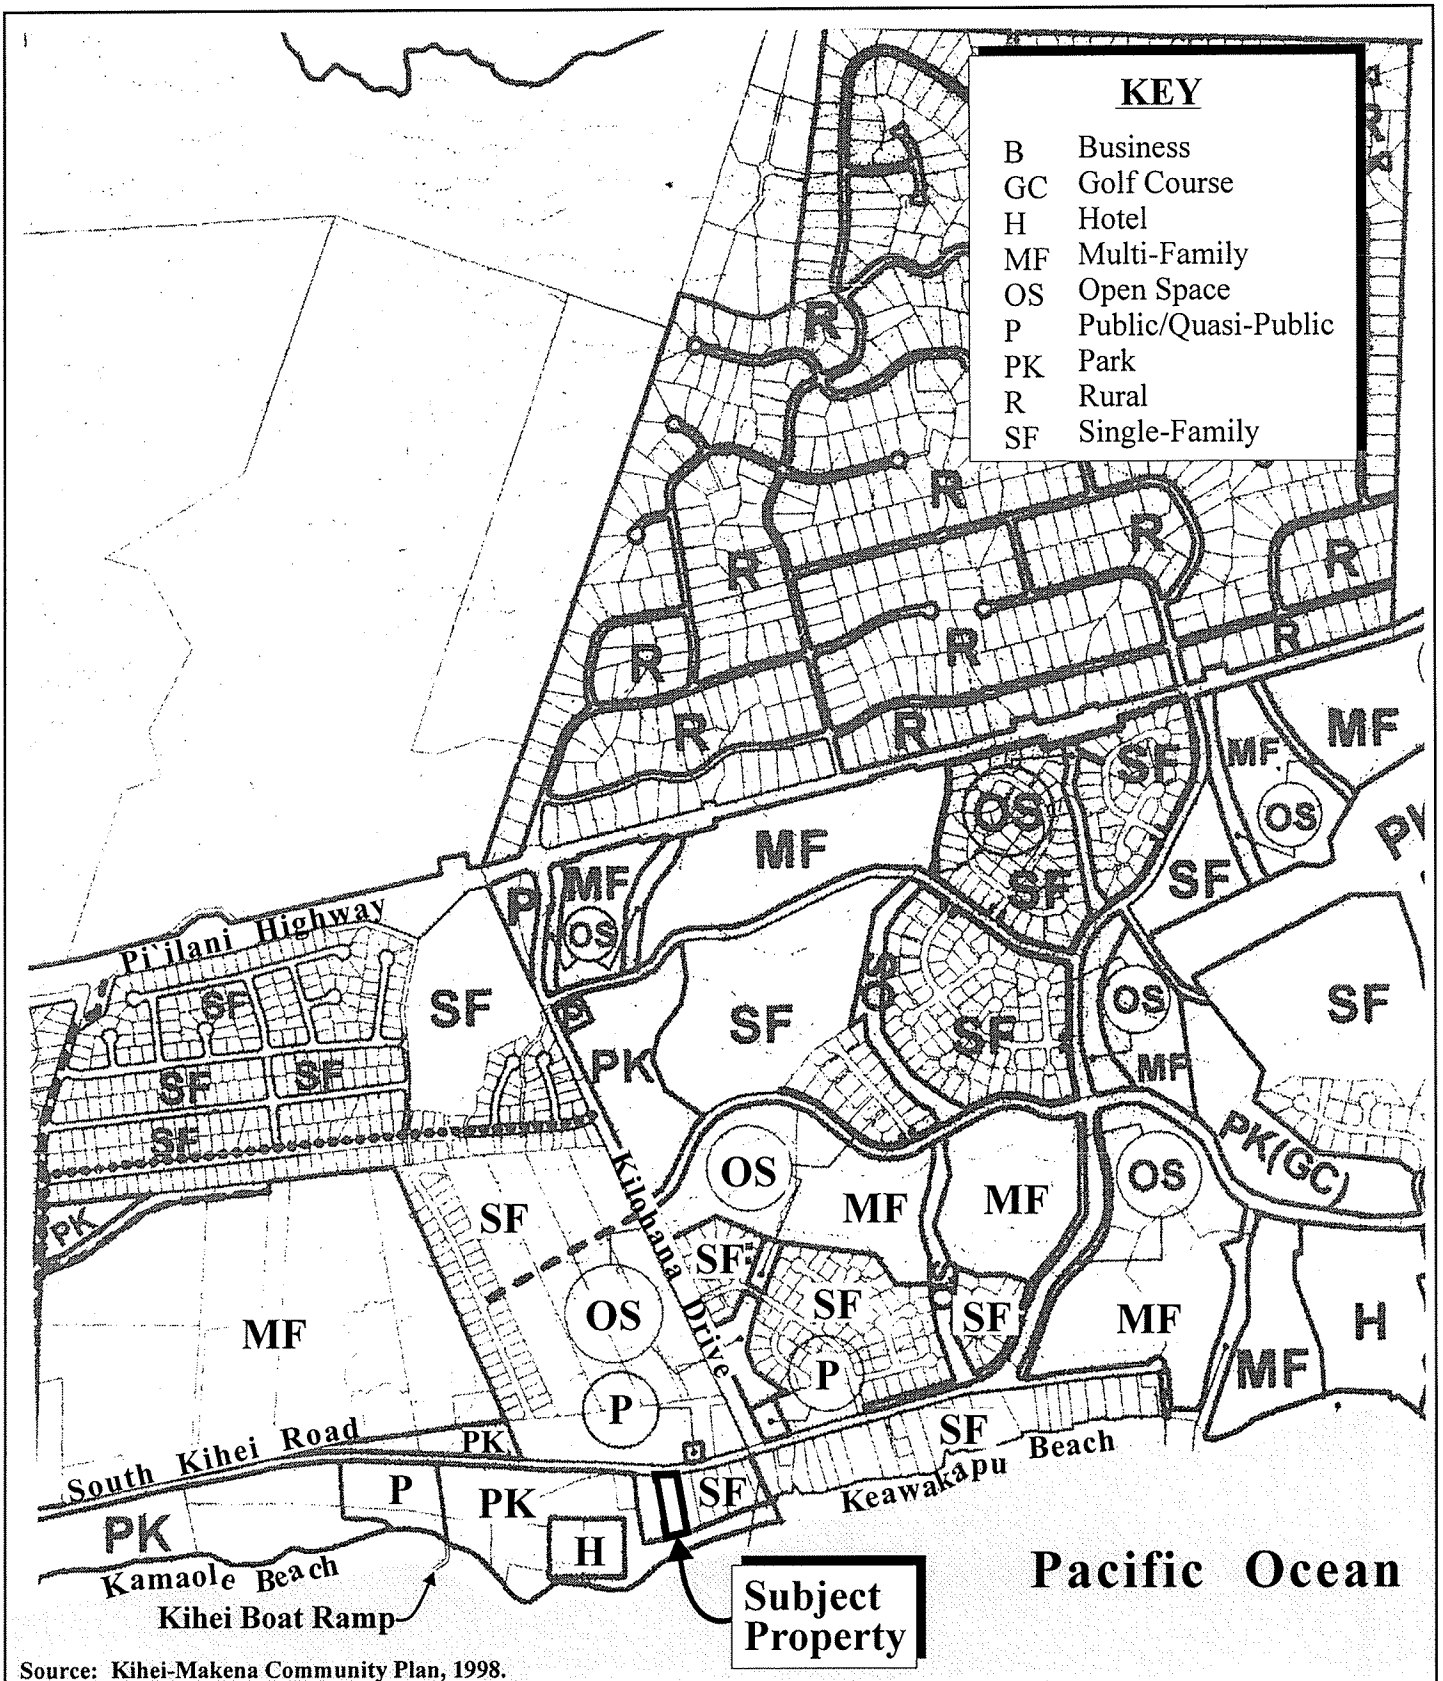 KEY
B Business
GC Golf Course
H Hotel
MF Multi-Family
OS Open Space
P Public/Quasi-Public
PK Park
R Rural
SF Single-Family
R
R
R
R
R
R
R
R
R
R
R
R
MF
MF
SF
OS
OS
MF
MF
SF
SF
P
OS
Pi`ilani Highway
SF
SF
SF
OS
SF
OS
SF
SF
PK
MF
SF
SF
SF
PK(GC)
OS
OS
SF
MF
MF
PK
Kilohana Drive
SF
SF
OS
SF
MF
MF
OS
SF
H
MF
P
P
South Kihei Road
PK
SF
Keawakapu Beach
P
PK
SF
PK
H
Kamaole Beach
Kihei Boat Ramp
Pacific Ocean
Subject
Property
Source: Kihei-Makena Community Plan, 1998.